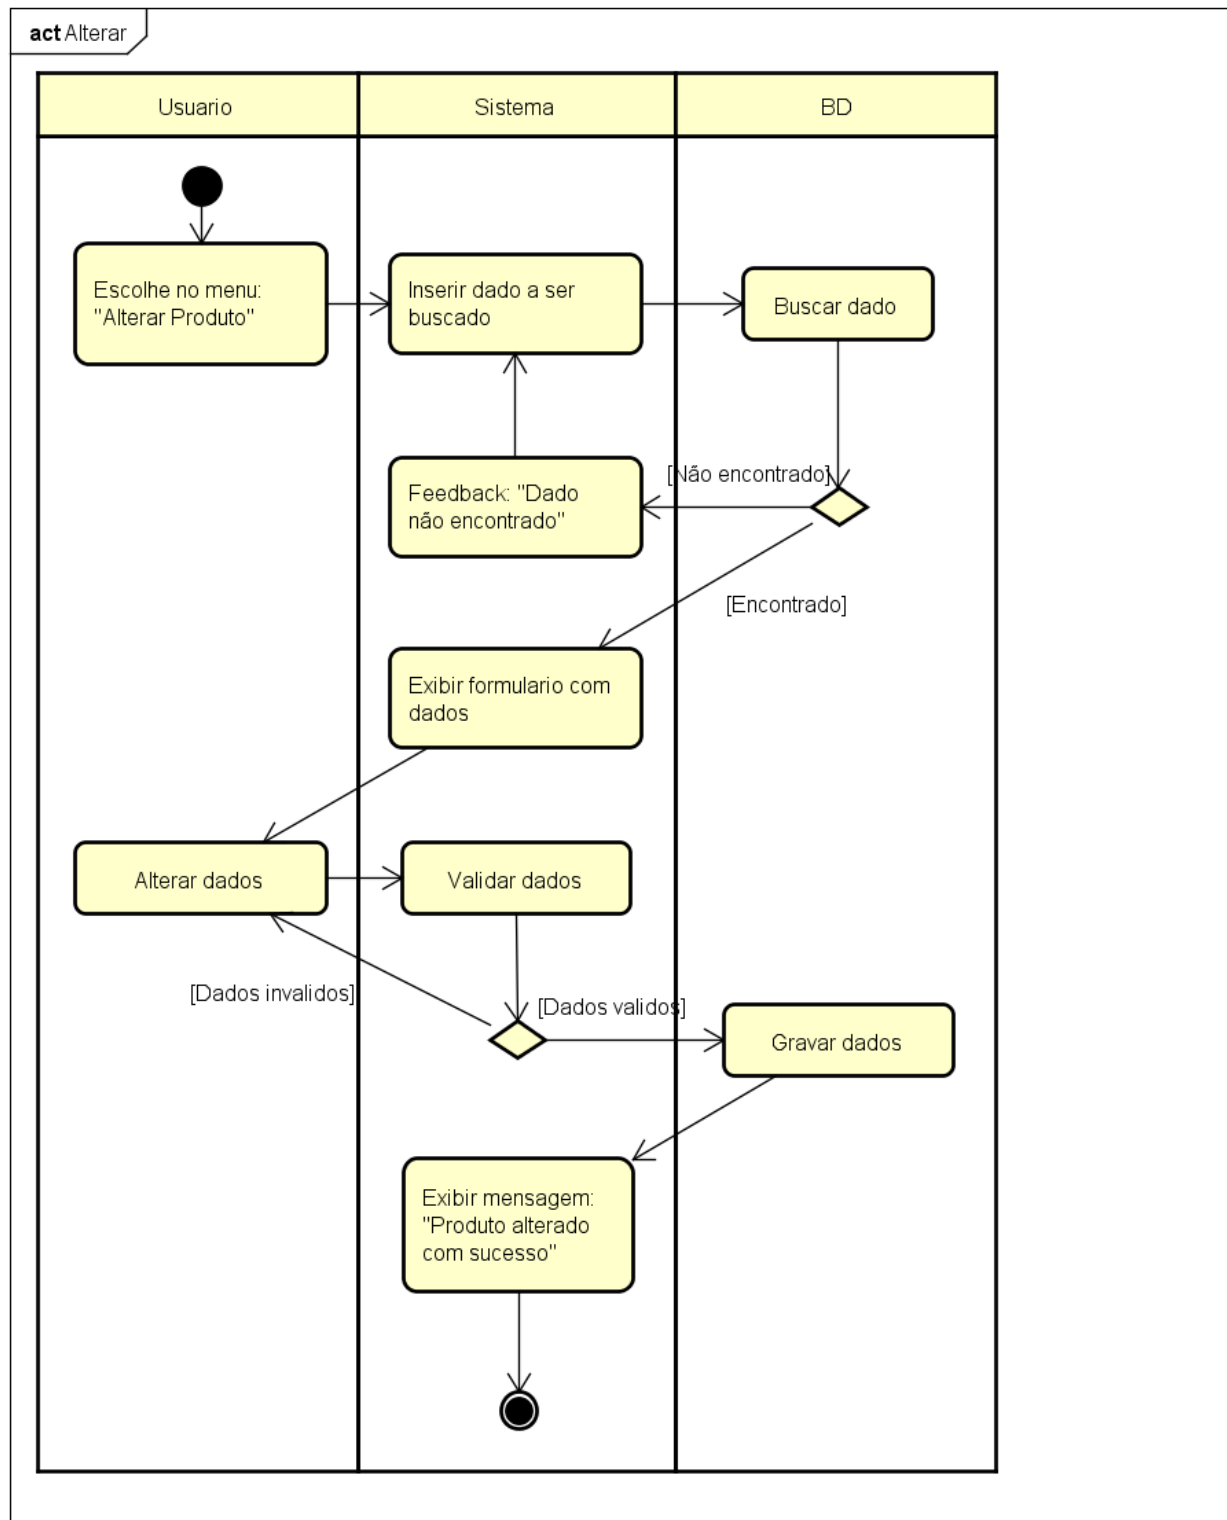 act Alterar
Usuario
Sistema
BD
Escolhe no menu:
"Alterar Produto"
Inserir dado a ser
buscado
Buscar dado
[Não encontrado]
Feedback: "Dado
não encontrado"
[Encontrado]
Exibir formulario com
dados
Alterar dados
Validar dados
[Dados invalidos]
[Dados validos]
Gravar dados
Exibir mensagem:
"Produto alterado
com sucesso"